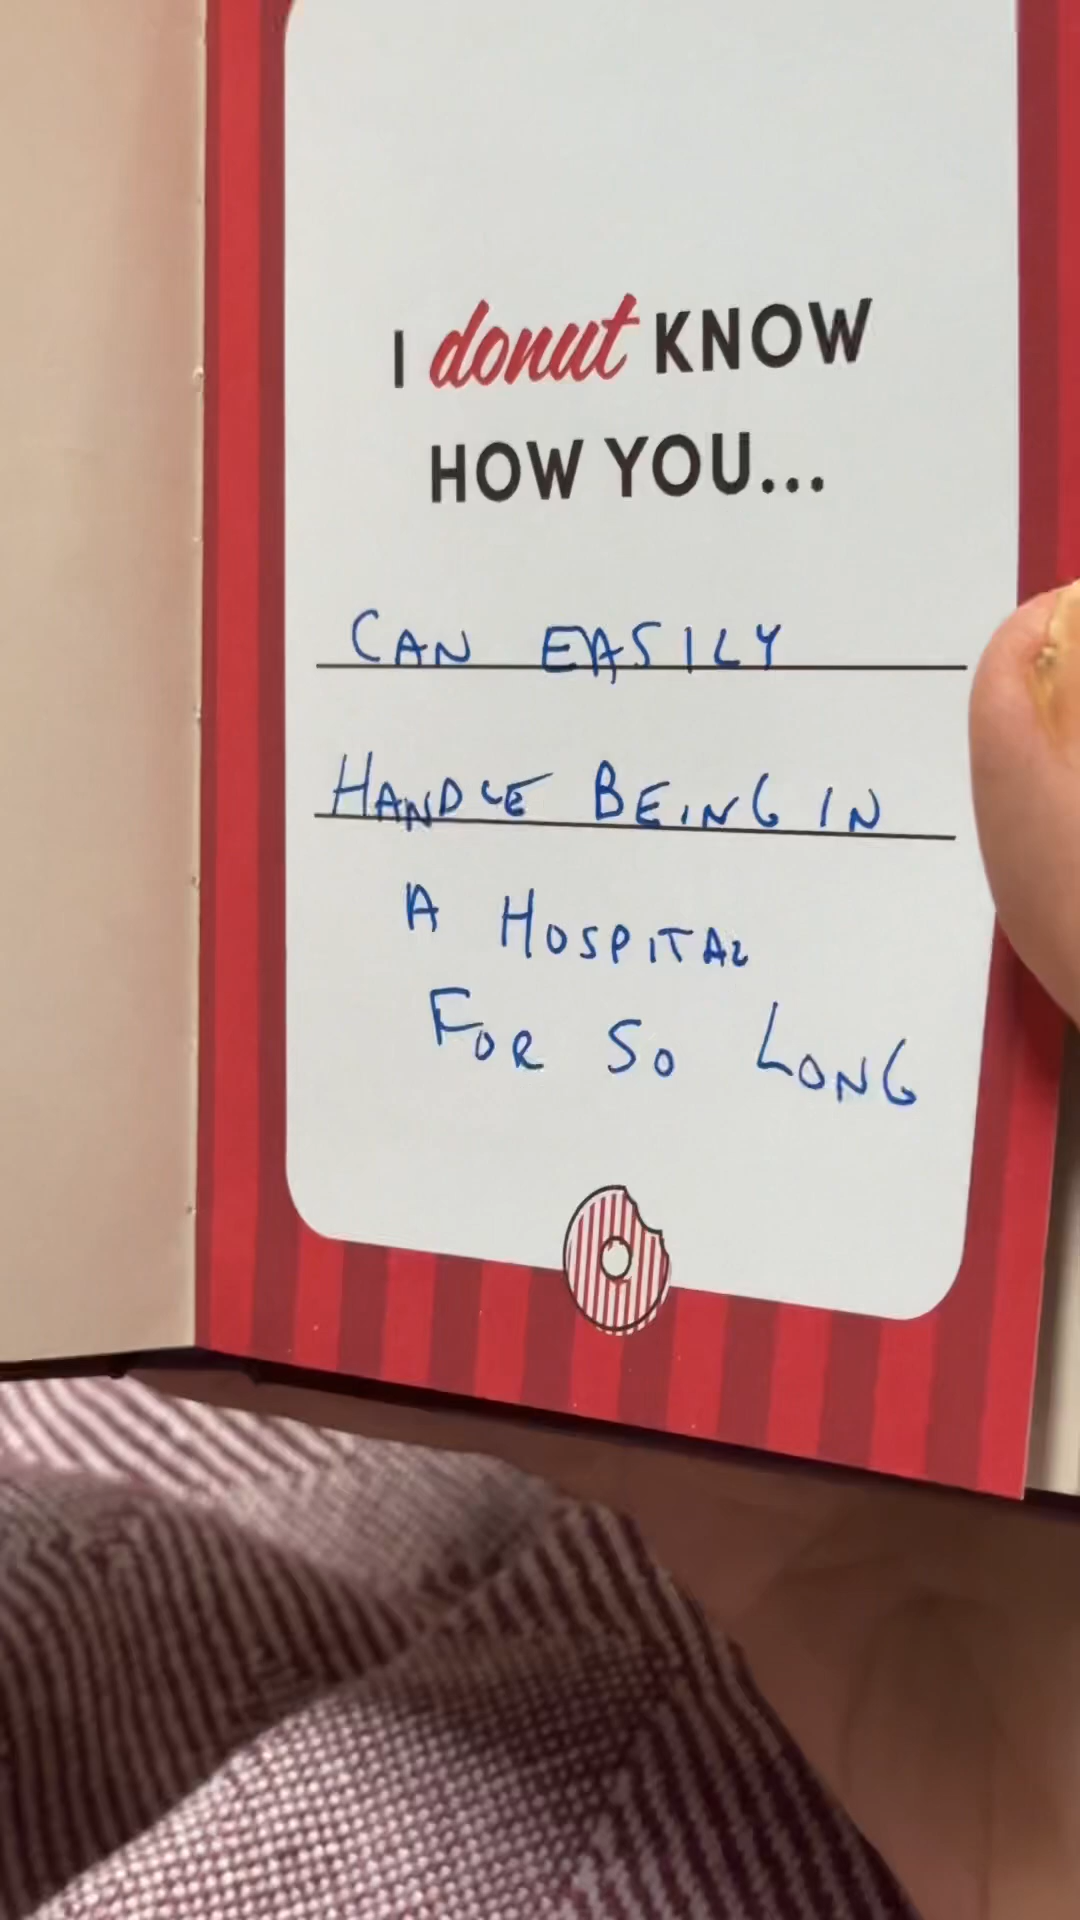 I donut KNOW
HOW YOU...
CAN EASILY
HANDLE BEING IN
A HOSPITAL
FOR SO LONG